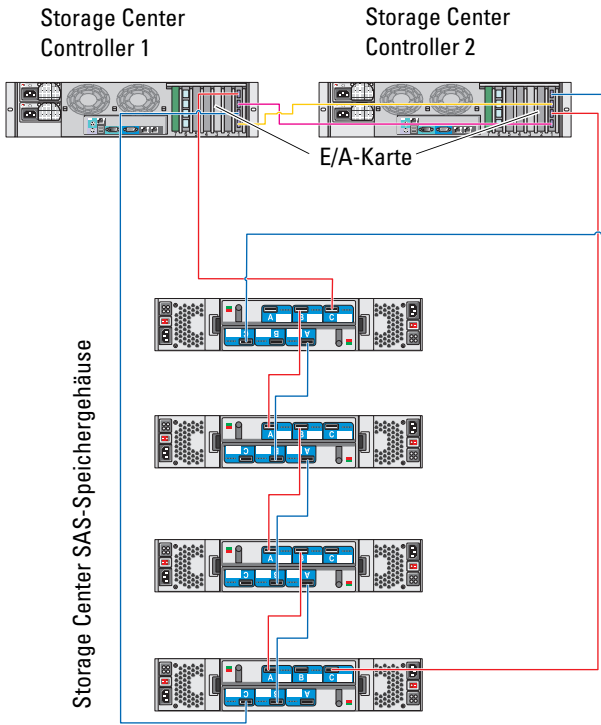 Storage Center
Controller 1
Storage Center
Controller 2
E/A-Karte
Storage Center SAS-Speichergehäuse
A B C
C B A
A B C
C B A
A B C
C B A
A B C
C B A